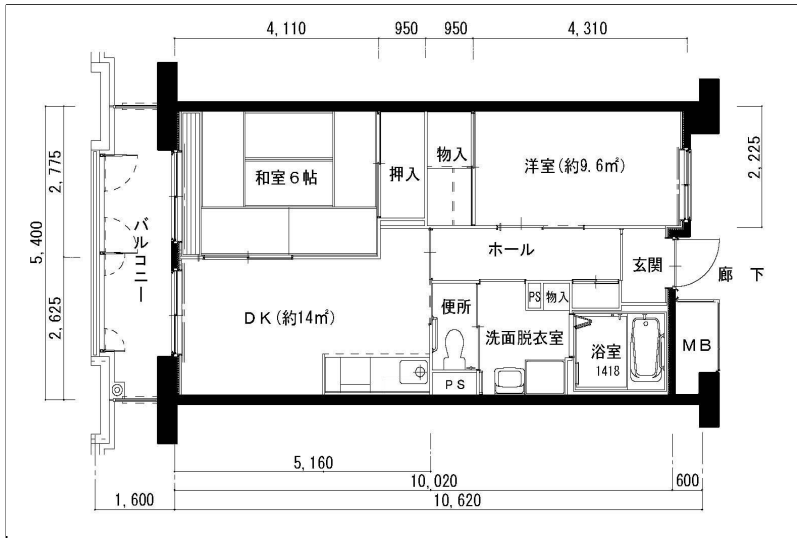 4,110
950
950
4,310
2,775
5,400
2,625
2,225
和室６帖
押入
物入
洋室(約9.6㎡)
バルコニー
ホール
玄関
廊下
DK(約14㎡)
便所
PS
物入
洗面脱衣室
浴室
1418
MB
PS
5,160
10,020
600
1,600
10,620